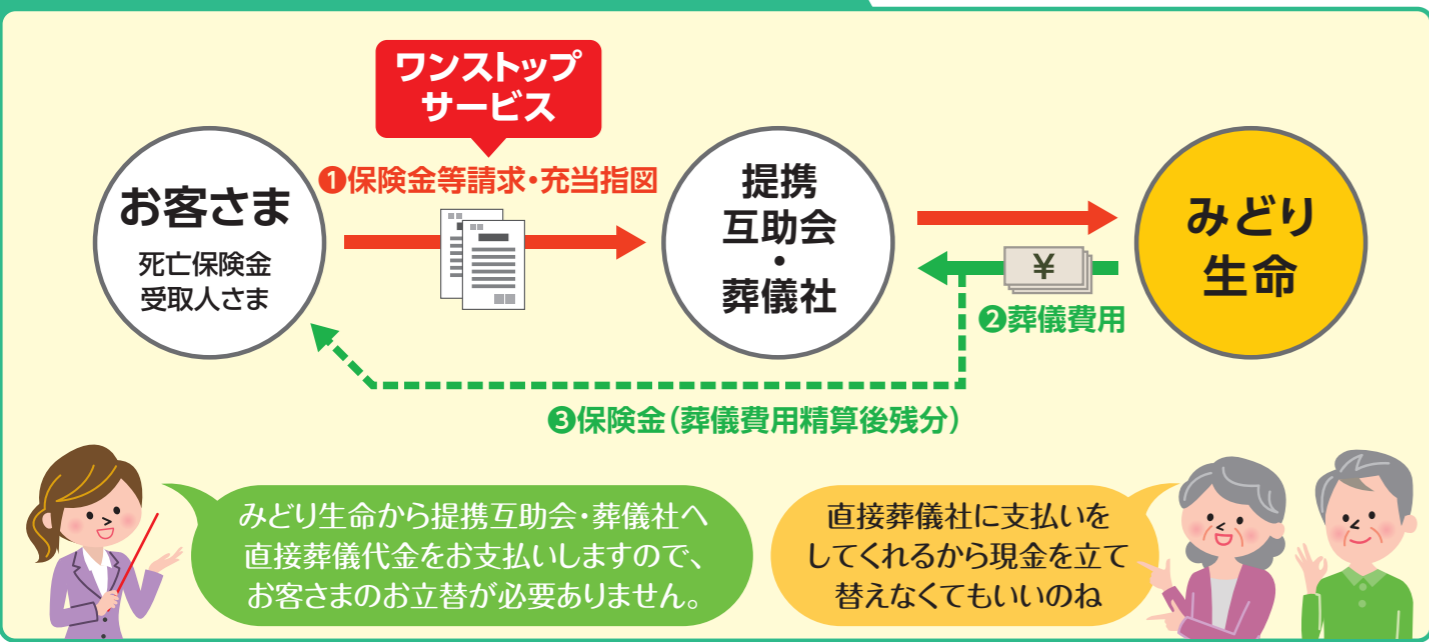 ワンストップ
サービス
❶保険金等請求・充当指図
お客さま
死亡保険金
受取人さま
提携
互助会
・
葬儀社
みどり
生命
¥
❷葬儀費用
❸保険金（葬儀費用精算後残分）
みどり生命から提携互助会・葬儀社へ
直接葬儀代金をお支払いしますので、
お客さまのお立替が必要ありません。
直接葬儀社に支払いを
してくれるから現金を立て
替えなくてもいいのね